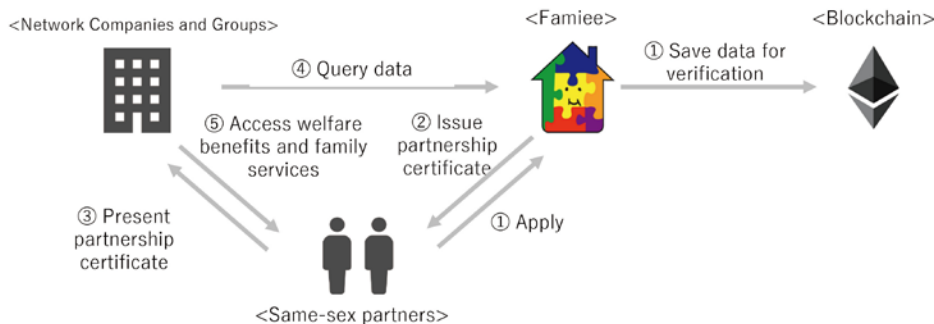 <Network Companies and Groups>
<Famiee>
<Blockchain>
④ Query data
① Save data for
verification
⑤ Access welfare
benefits and family
services
② Issue
partnership
certificate
③ Present
partnership
certificate
① Apply
<Same-sex partners>